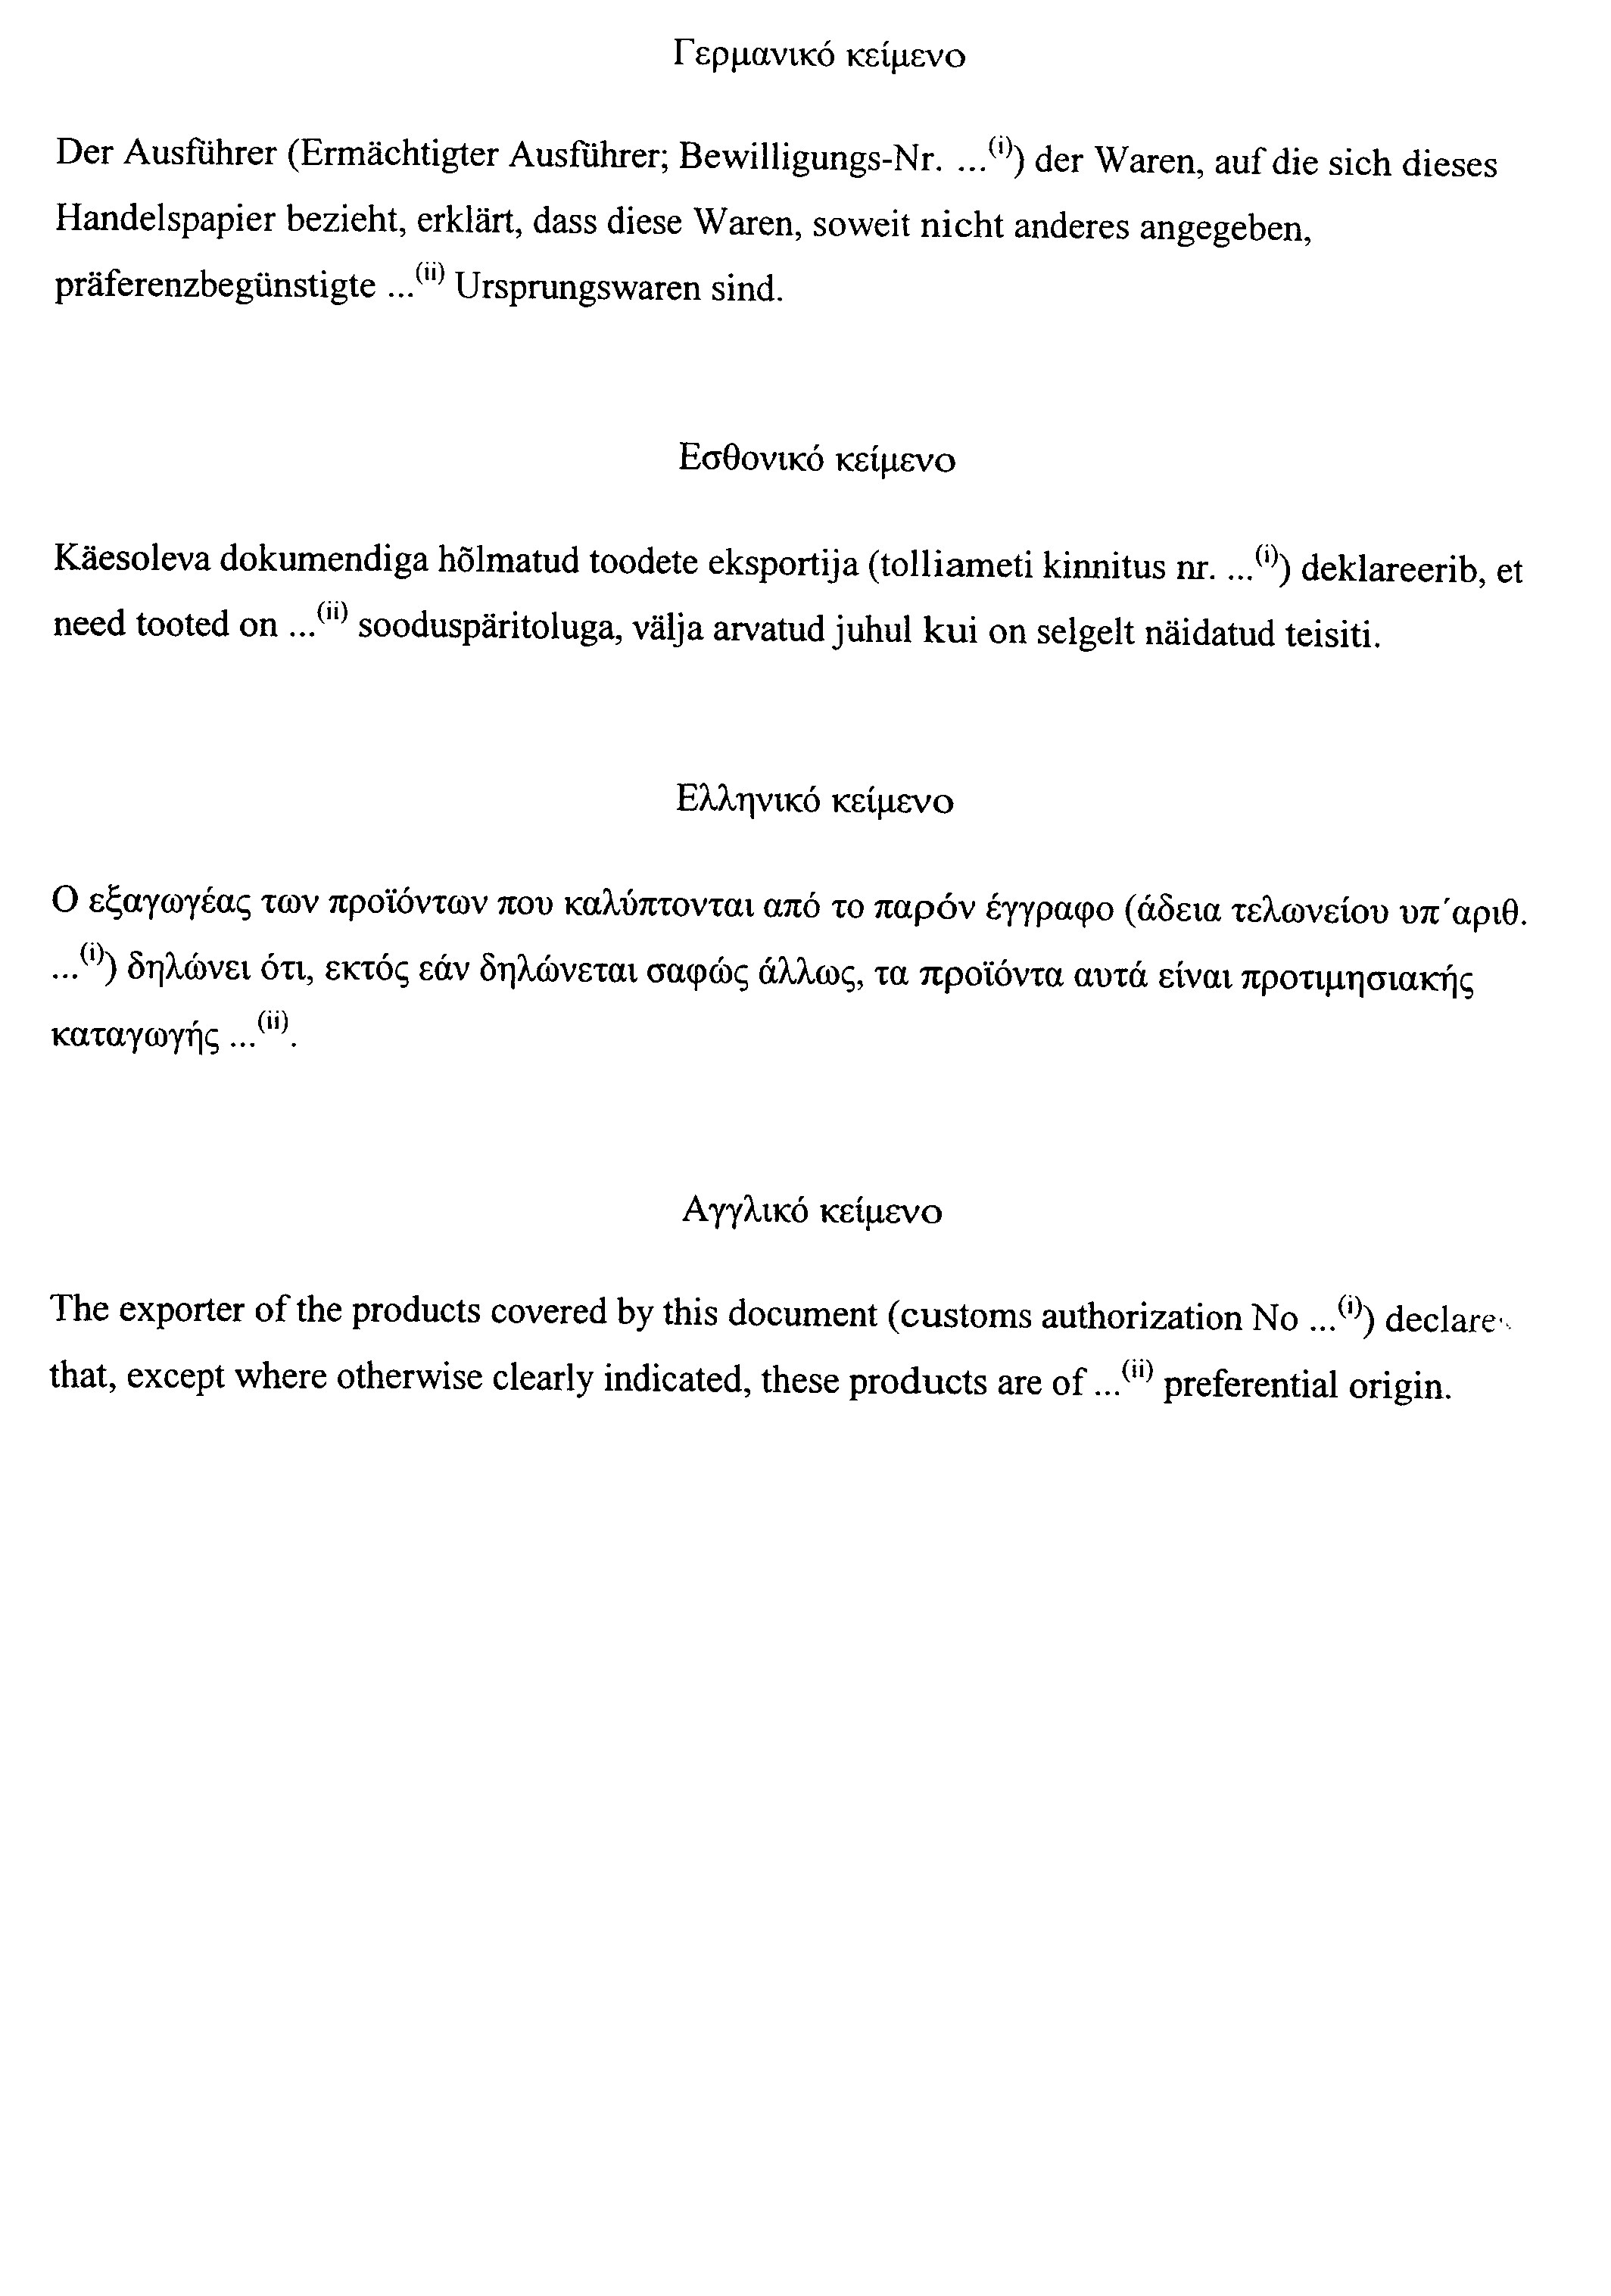 Γερμανικό κείμενο
Der Ausführer (Ermächtigter Ausführer; Bewilligungs-Nr. ...(i)) der Waren, auf die sich dieses
Handelspapier bezieht, erklärt, dass diese Waren, soweit nicht anderes angegeben,
präferenzbegünstigte ...(ii) Ursprungswaren sind.
Εσθονικό κείμενο
Käesoleva dokumendiga hõlmatud toodete eksportija (tolliameti kinnitus nr. ...(i)) deklareerib, et
need tooted on ...(ii) sooduspäritoluga, välja arvatud juhul kui on selgelt näidatud teisiti.
Ελληνικό κείμενο
Ο εξαγωγέας των προϊόντων που καλύπτονται από το παρόν έγγραφο (άδεια τελωνείου υπ΄αριθ.
...(i)) δηλώνει ότι, εκτός εάν δηλώνεται σαφώς άλλως, τα προϊόντα αυτά είναι προτιμησιακής
καταγωγής ...(ii).
Αγγλικό κείμενο
The exporter of the products covered by this document (customs authorization No ...(i)) declare
that, except where otherwise clearly indicated, these products are of ...(ii) preferential origin.